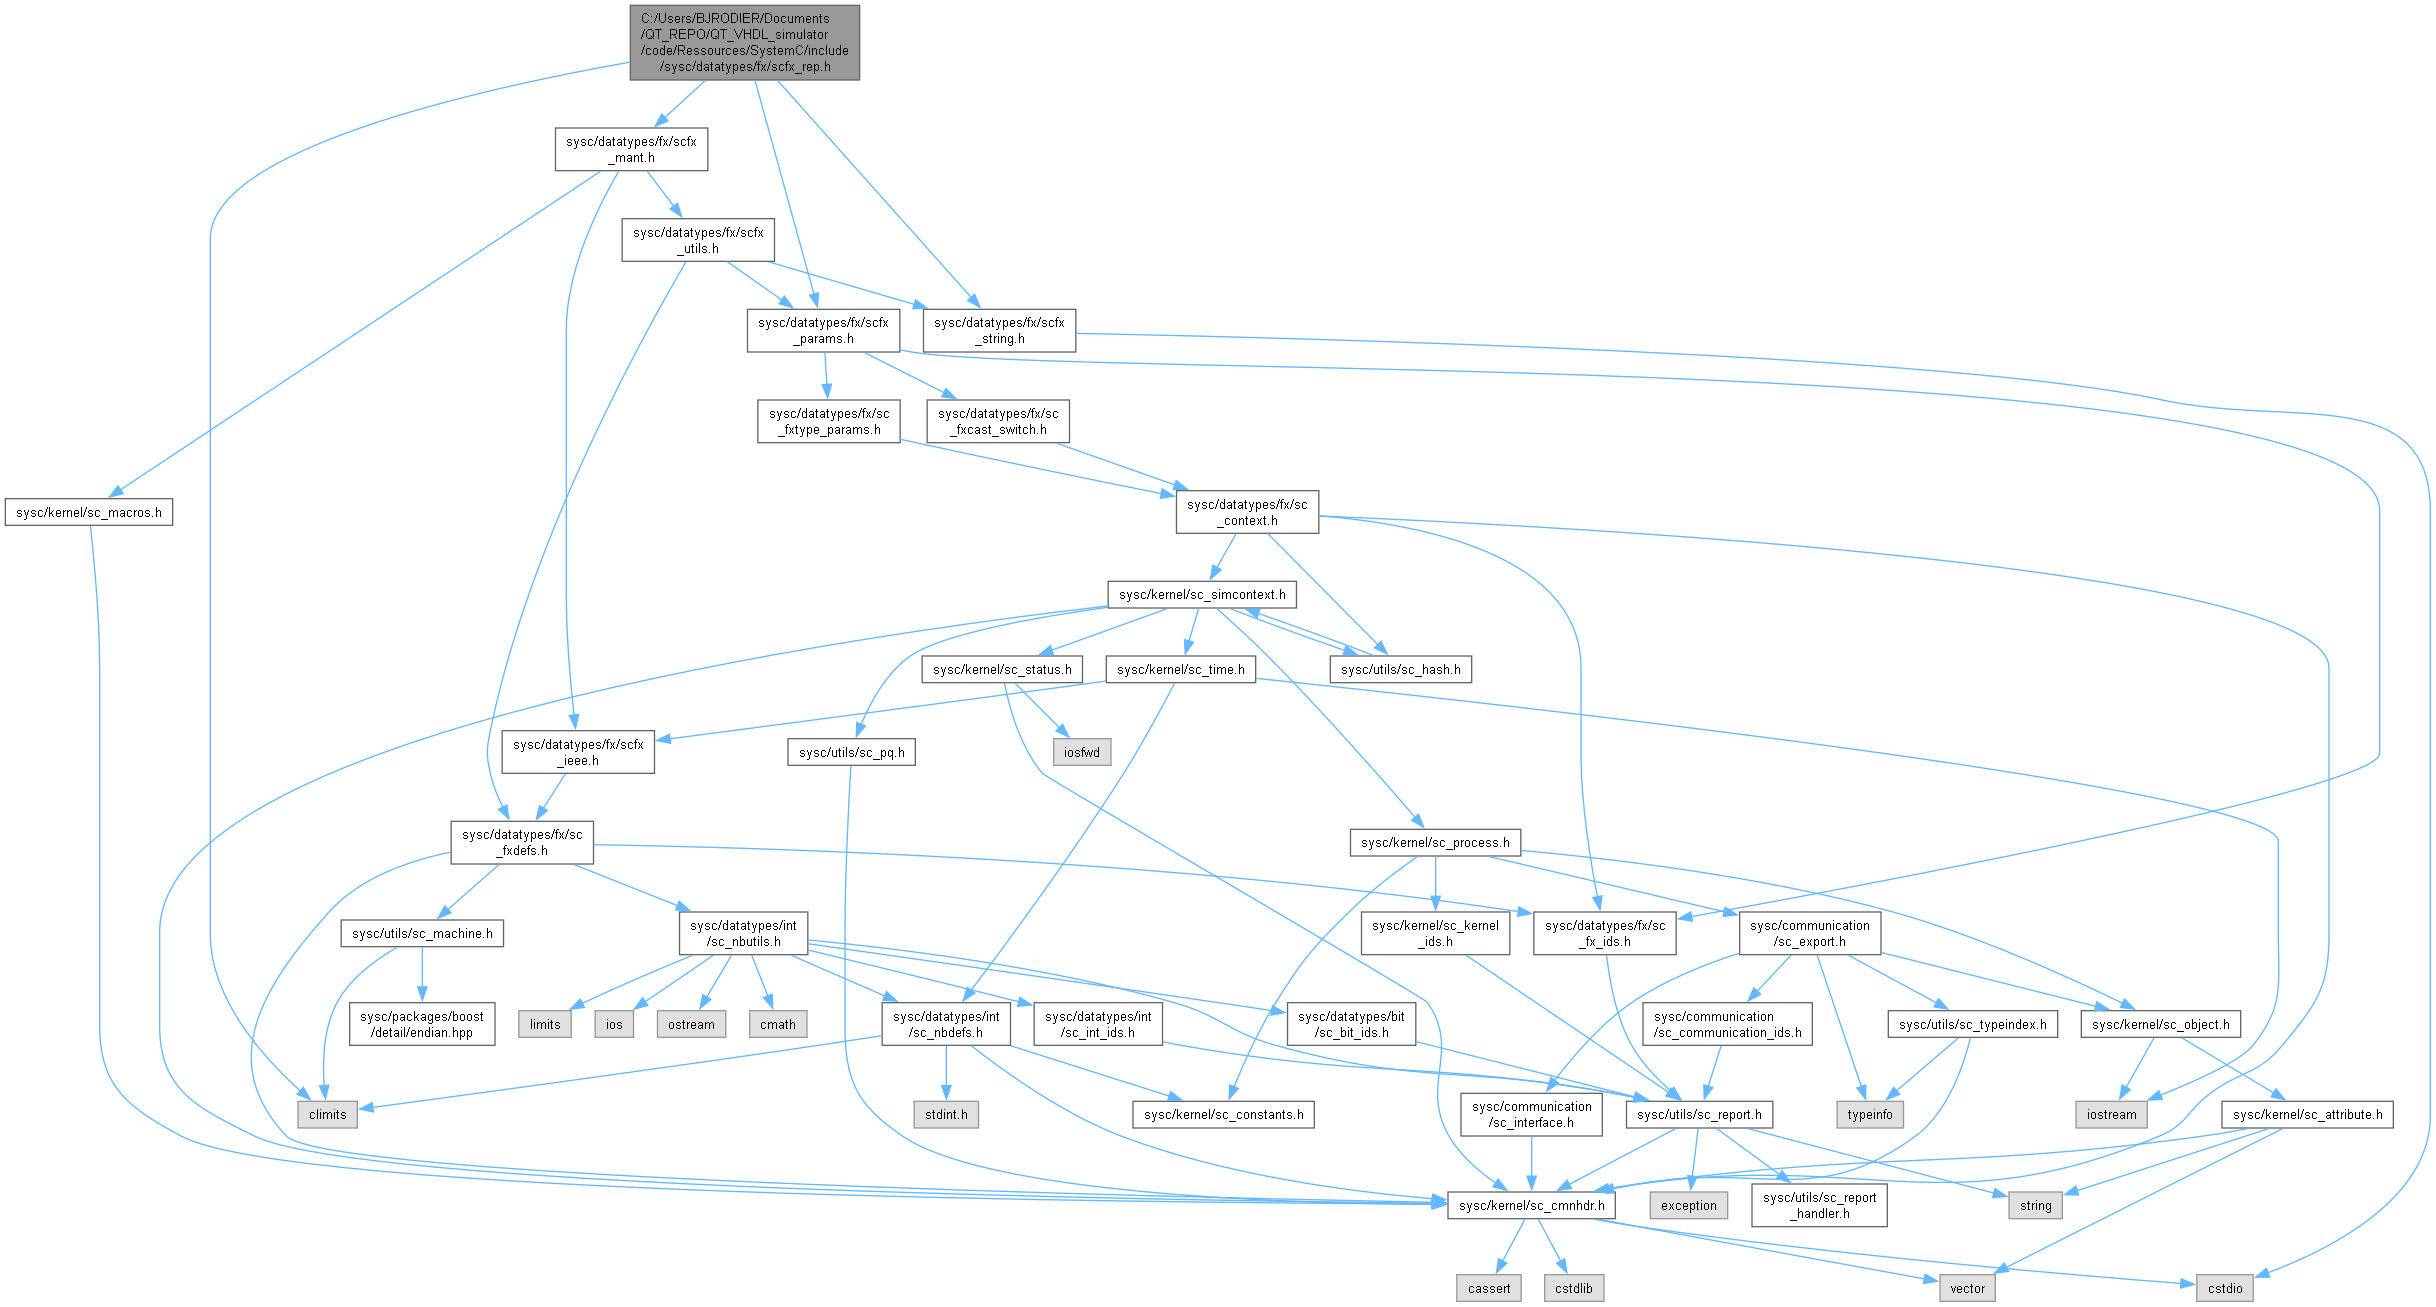 C:/Users/BJRODIER/Documents
/QT_REPO/QT_VHDL_simulator
/code/Ressources/SystemC/include
/sysc/datatypes/fx/scfx_rep.h
sysc/datatypes/fx/scfx
_mant.h
sysc/datatypes/fx/scfx
_utils.h
sysc/datatypes/fx/scfx
_params.h
sysc/datatypes/fx/scfx
_string.h
sysc/datatypes/fx/sc
_fxtype_params.h
sysc/datatypes/fx/sc
_fxcast_switch.h
sysc/kernel/sc_macros.h
sysc/datatypes/fx/sc
_context.h
sysc/kernel/sc_simcontext.h
sysc/kernel/sc_status.h
sysc/kernel/sc_time.h
sysc/utils/sc_hash.h
sysc/datatypes/fx/scfx
_ieee.h
sysc/utils/sc_pq.h
iosfwd
sysc/datatypes/fx/sc
_fxdefs.h
sysc/kernel/sc_process.h
sysc/utils/sc_machine.h
sysc/datatypes/int
/sc_nbutils.h
sysc/kernel/sc_kernel
_ids.h
sysc/datatypes/fx/sc
_fx_ids.h
sysc/communication
/sc_export.h
sysc/packages/boost
/detail/endian.hpp
limits
ios
ostream
cmath
sysc/datatypes/int
/sc_nbdefs.h
sysc/datatypes/int
/sc_int_ids.h
sysc/datatypes/bit
/sc_bit_ids.h
sysc/communication
/sc_communication_ids.h
sysc/utils/sc_typeindex.h
sysc/kernel/sc_object.h
climits
stdint.h
sysc/kernel/sc_constants.h
sysc/communication
/sc_interface.h
sysc/utils/sc_report.h
typeinfo
iostream
sysc/kernel/sc_attribute.h
sysc/kernel/sc_cmnhdr.h
exception
sysc/utils/sc_report
_handler.h
string
cassert
cstdlib
vector
cstdio